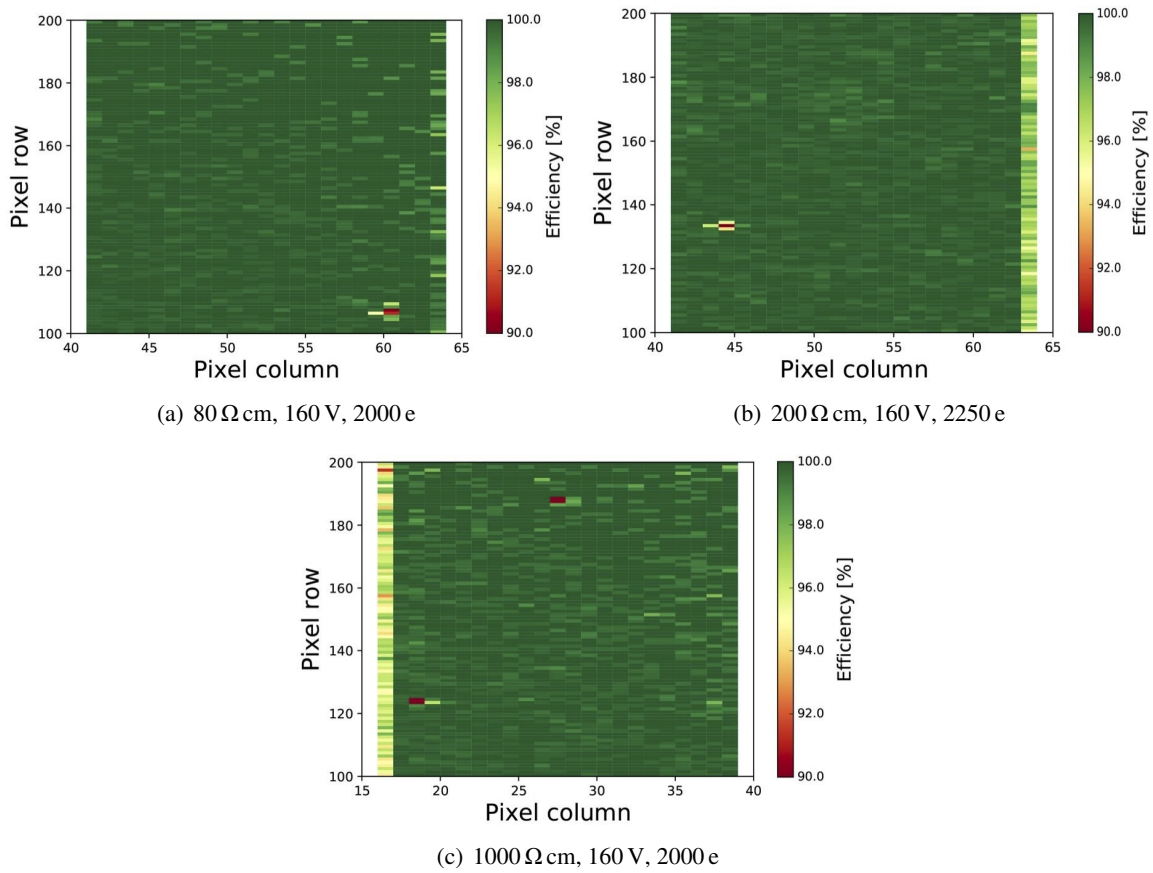 200
180
160
140
120
100
40 45 50 55 60 65
Pixel row
Pixel column
100.0
98.0
96.0
94.0
92.0
90.0
Efficiency [%]
(a) 80 Ω cm, 160 V, 2000 e
200
180
160
140
120
100
40 45 50 55 60 65
Pixel row
Pixel column
100.0
98.0
96.0
94.0
92.0
90.0
Efficiency [%]
(b) 200 Ω cm, 160 V, 2250 e
200
180
160
140
120
100
15 20 25 30 35 40
Pixel row
Pixel column
100.0
98.0
96.0
94.0
92.0
90.0
Efficiency [%]
(c) 1000 Ω cm, 160 V, 2000 e